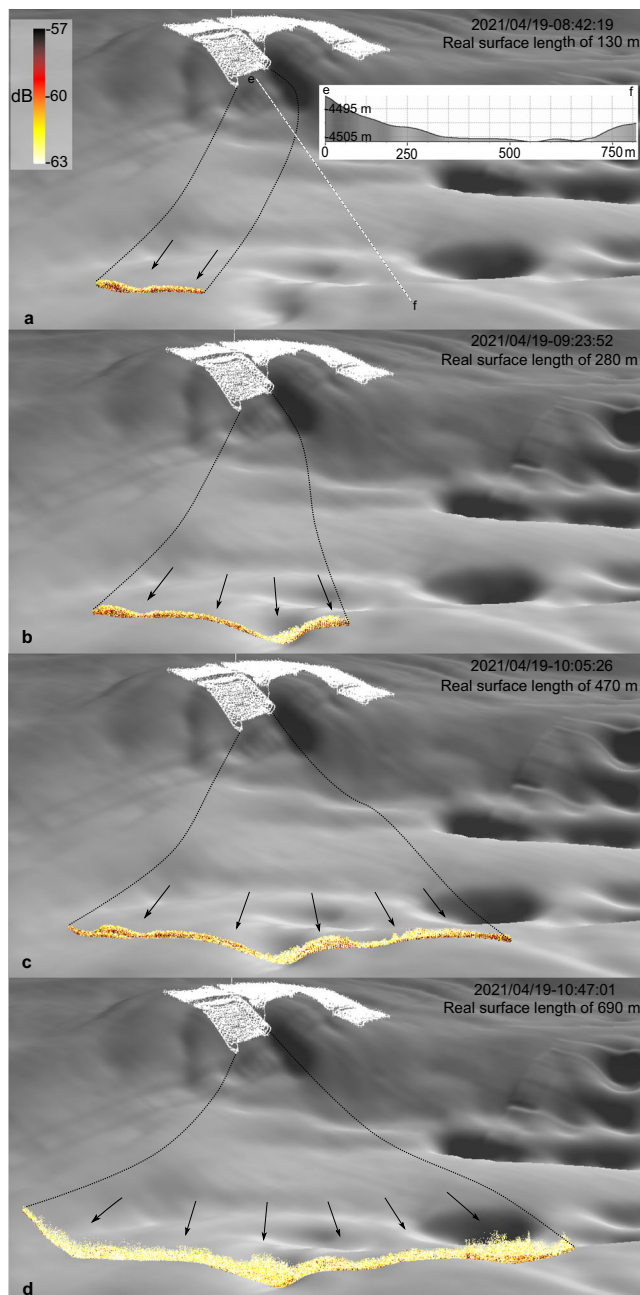 2021/04/19-08:42:19
Real surface length of 130 m
-57
dB
-60
-63
e
f
-4495 m
-4505 m
0
250
500
750m
e
f
a
2021/04/19-09:23:52
Real surface length of 280 m
b
2021/04/19-10:05:26
Real surface length of 470 m
c
2021/04/19-10:47:01
Real surface length of 690 m
d